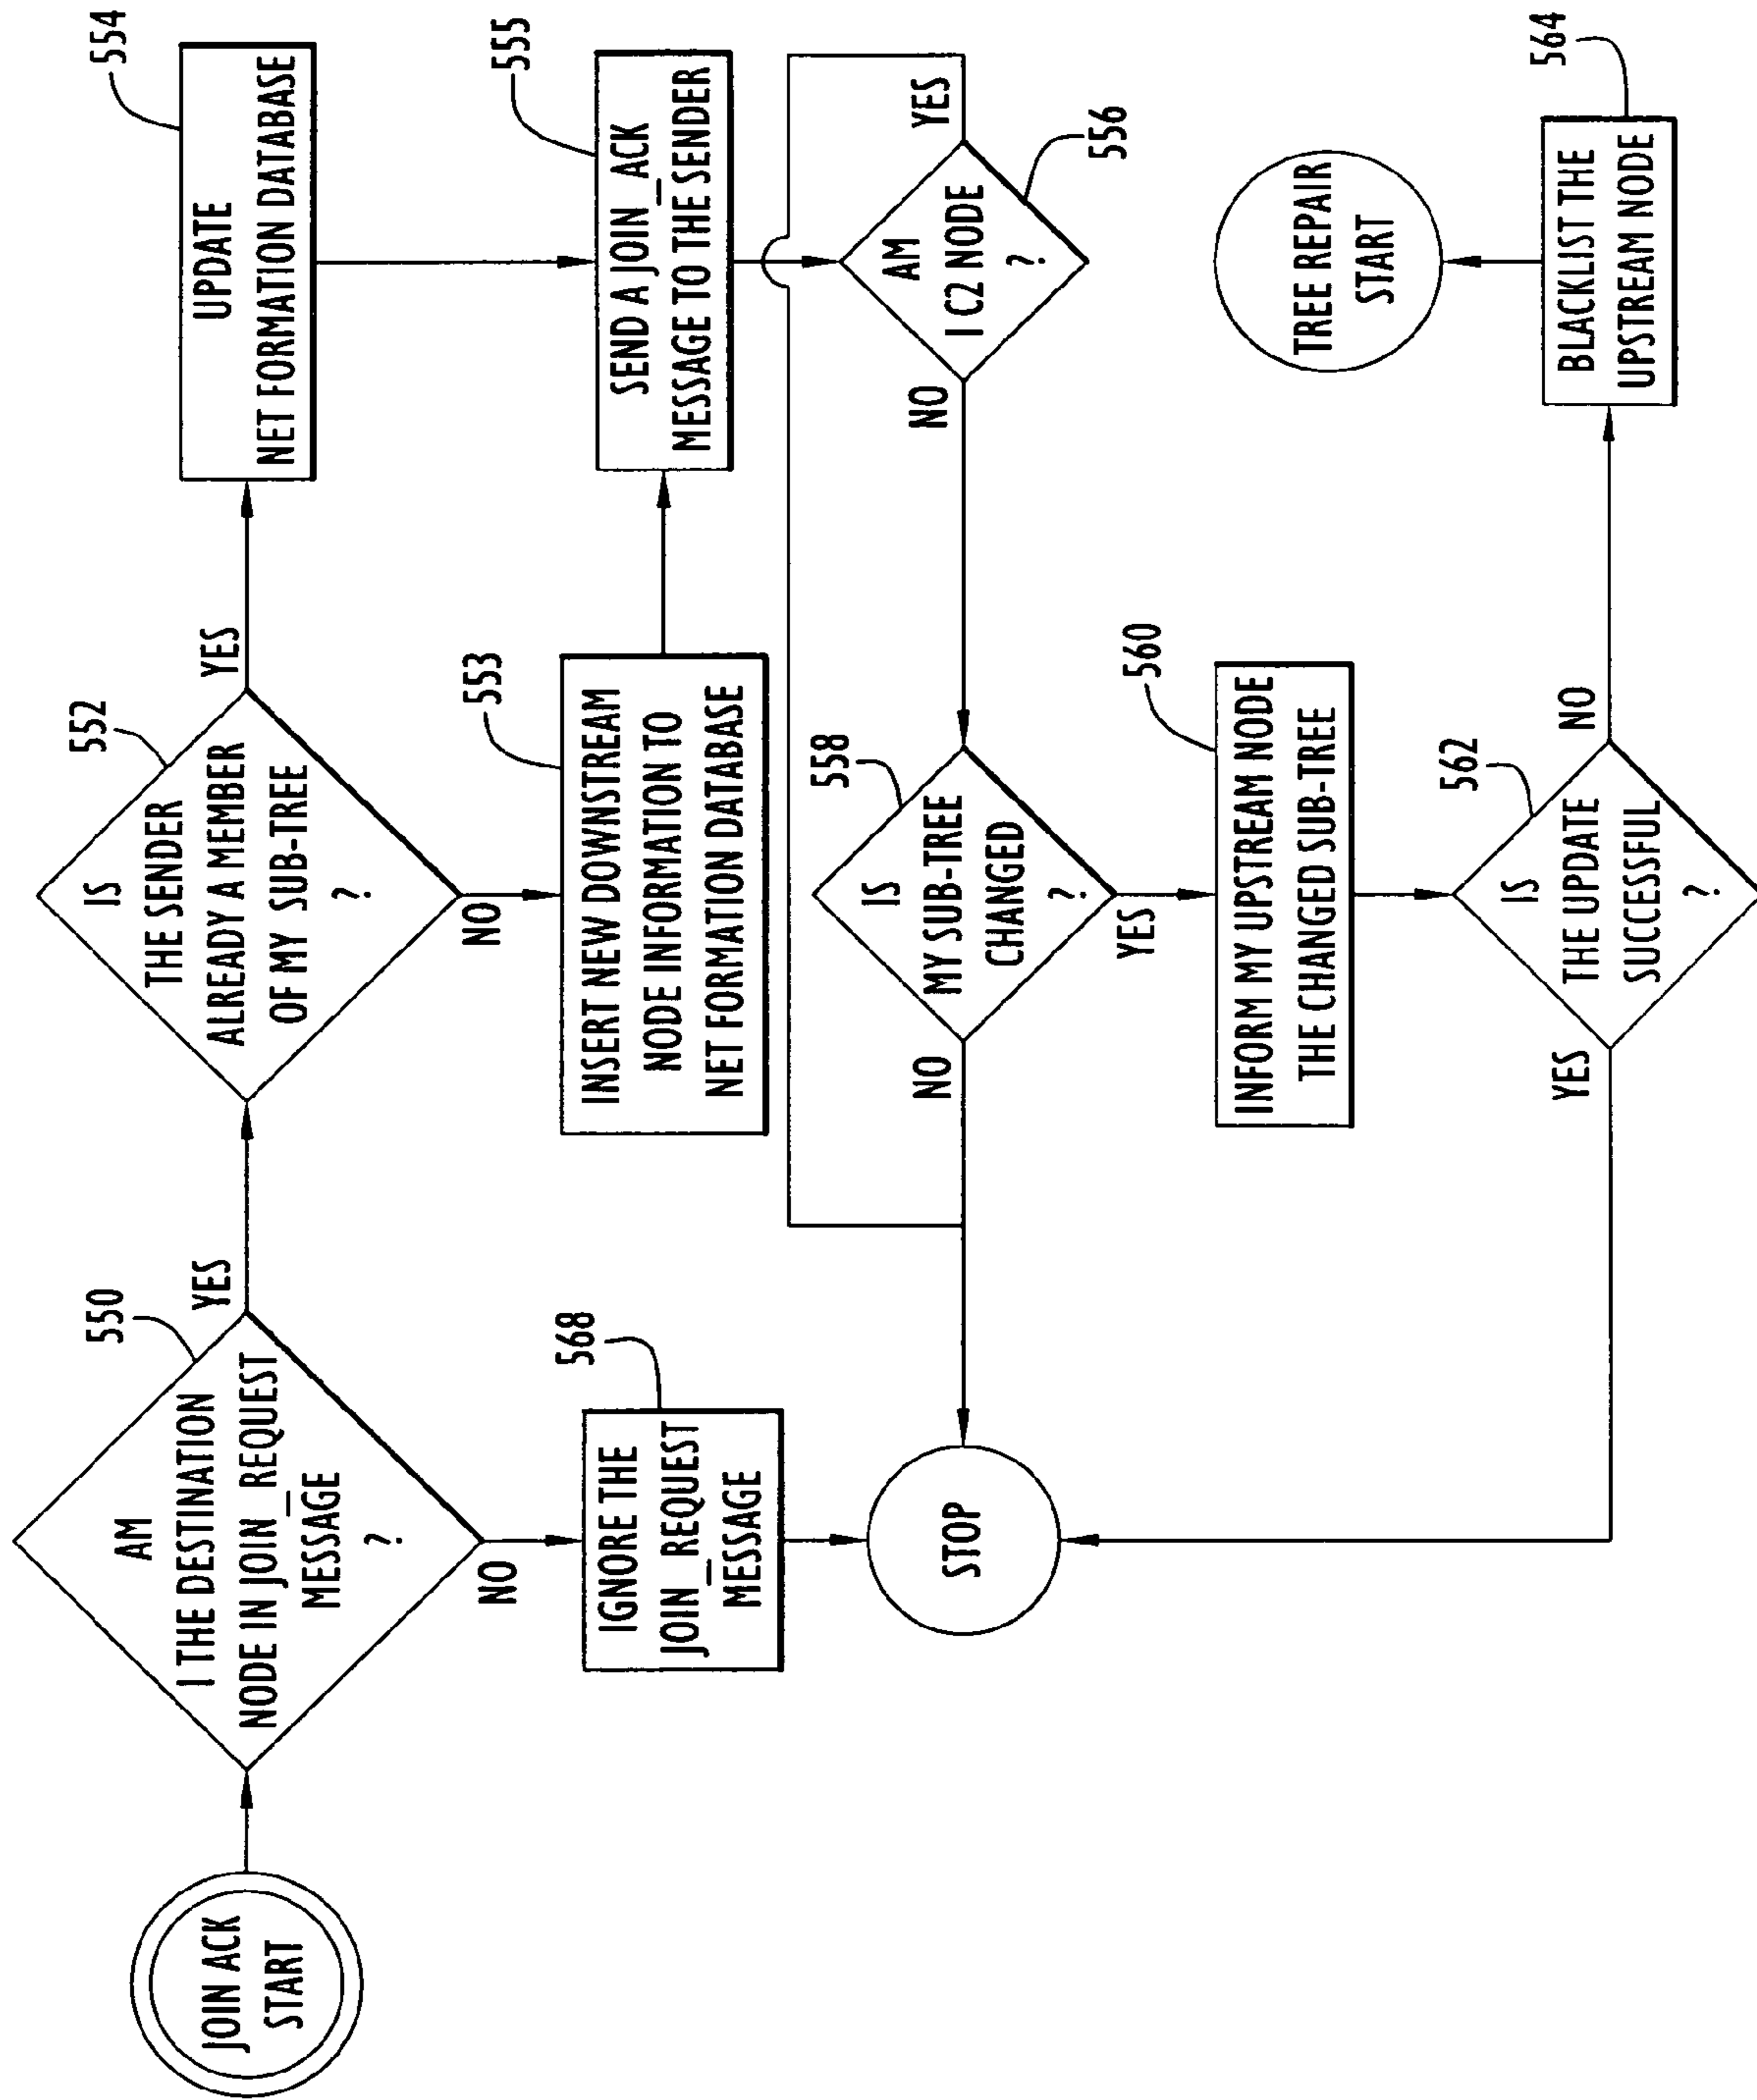 JOIN ACK
START
550
AM
I THE DESTINATION
NODE IN JOIN_REQUEST
MESSAGE
?
YES
NO
552
IS
THE SENDER
ALREADY A MEMBER
OF MY SUB-TREE
?
YES
NO
554
UPDATE
NET FORMATION DATABASE
568
IGNORE THE
JOIN_REQUEST
MESSAGE
553
INSERT NEW DOWNSTREAM
NODE INFORMATION TO
NET FORMATION DATABASE
555
SEND A JOIN_ACK
MESSAGE TO THE SENDER
STOP
558
IS
MY SUB-TREE
CHANGED
?
NO
YES
AM
I C2 NODE
?
NO
YES
556
560
INFORM MY UPSTREAM NODE
THE CHANGED SUB-TREE
TREE REPAIR
START
562
IS
THE UPDATE
SUCCESSFUL
?
YES
NO
564
BLACKLIST THE
UPSTREAM NODE